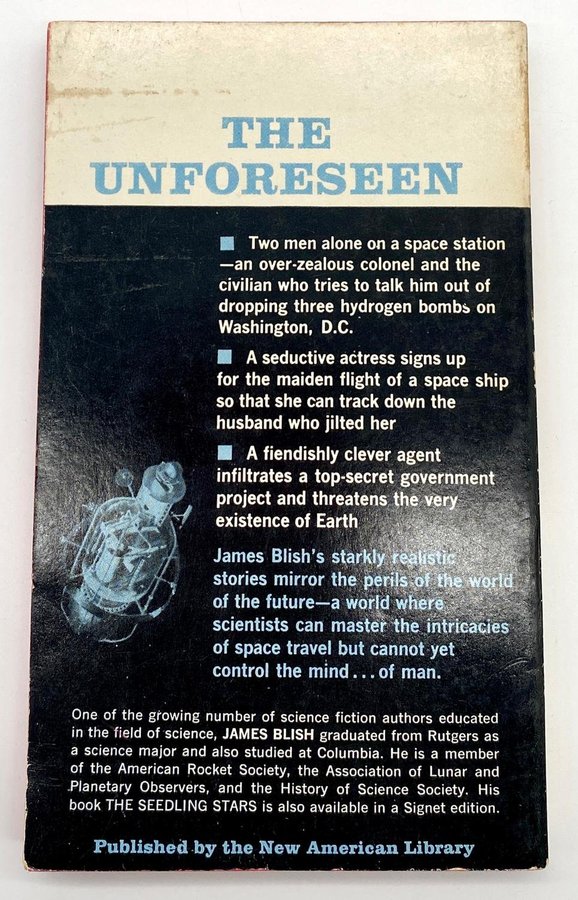 THE
UNFORESEEN
■ Two men alone on a space station
—an over-zealous colonel and the
civilian who tries to talk him out of
dropping three hydrogen bombs on
Washington, D.C.
■ A seductive actress signs up
for the maiden flight of a space ship
so that she can track down the
husband who jilted her
■ A fiendishly clever agent
infiltrates a top-secret government
project and threatens the very
existence of Earth
James Blish's starkly realistic
stories mirror the perils of the world
of the future—a world where
scientists can master the intricacies
of space travel but cannot yet
control the mind...of man.
One of the growing number of science fiction authors educated
in the field of science, JAMES BLISH graduated from Rutgers as
a science major and also studied at Columbia. He is a member
of the American Rocket Society, the Association of Lunar and
Planetary Observers, and the History of Science Society. His
book THE SEEDLING STARS is also available in a Signet edition.
Published by the New American Library